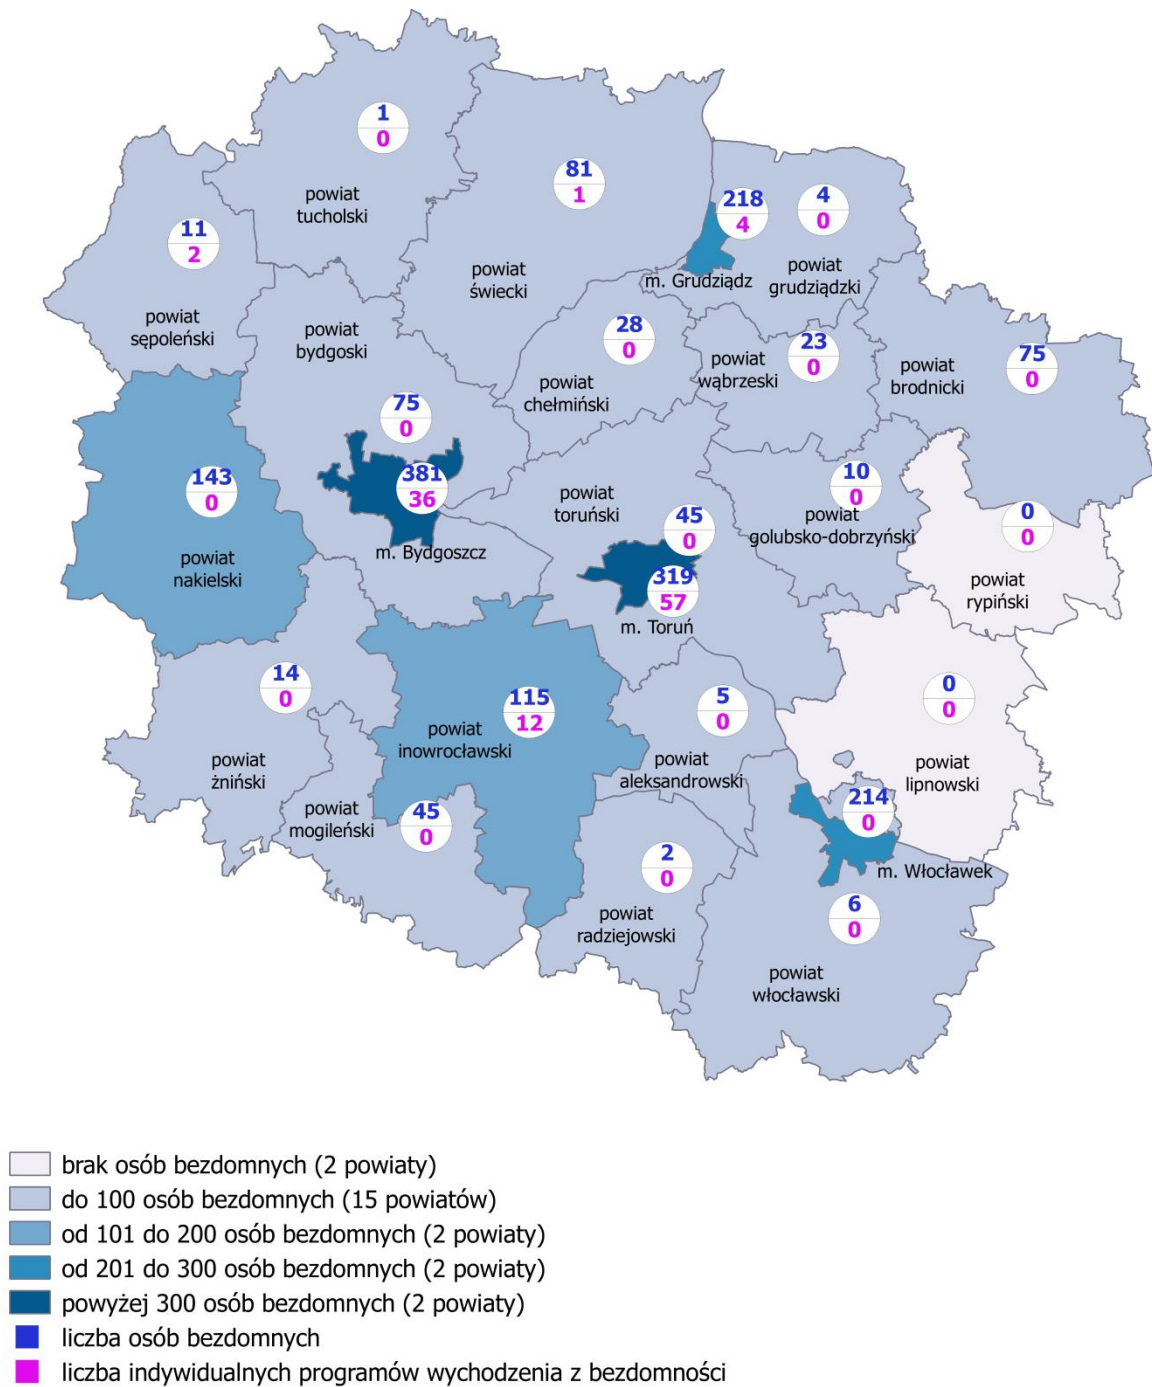 1
0
powiat
tucholski
81
1
powiat
świecki
218
4
m. Grudziądz
4
0
powiat
grudziądzki
11
2
powiat
sępoleński
powiat
bydgoski
75
0
28
0
powiat
chełmiński
23
0
powiat
wąbrzeski
75
0
powiat
brodnicki
143
0
powiat
nakielski
381
36
m. Bydgoszcz
powiat
toruński
45
0
319
57
m. Toruń
10
0
powiat
golubsko-dobrzyński
0
0
powiat
rypiński
14
0
powiat
żniński
115
12
powiat
inowrocławski
5
0
powiat
aleksandrowski
0
0
powiat
lipnowski
powiat
mogileński
45
0
2
0
powiat
radziejowski
214
0
m. Włocławek
6
0
powiat
włocławski
brak osób bezdomnych (2 powiaty)
do 100 osób bezdomnych (15 powiatów)
od 101 do 200 osób bezdomnych (2 powiaty)
od 201 do 300 osób bezdomnych (2 powiaty)
powyżej 300 osób bezdomnych (2 powiaty)
liczba osób bezdomnych
liczba indywidualnych programów wychodzenia z bezdomności